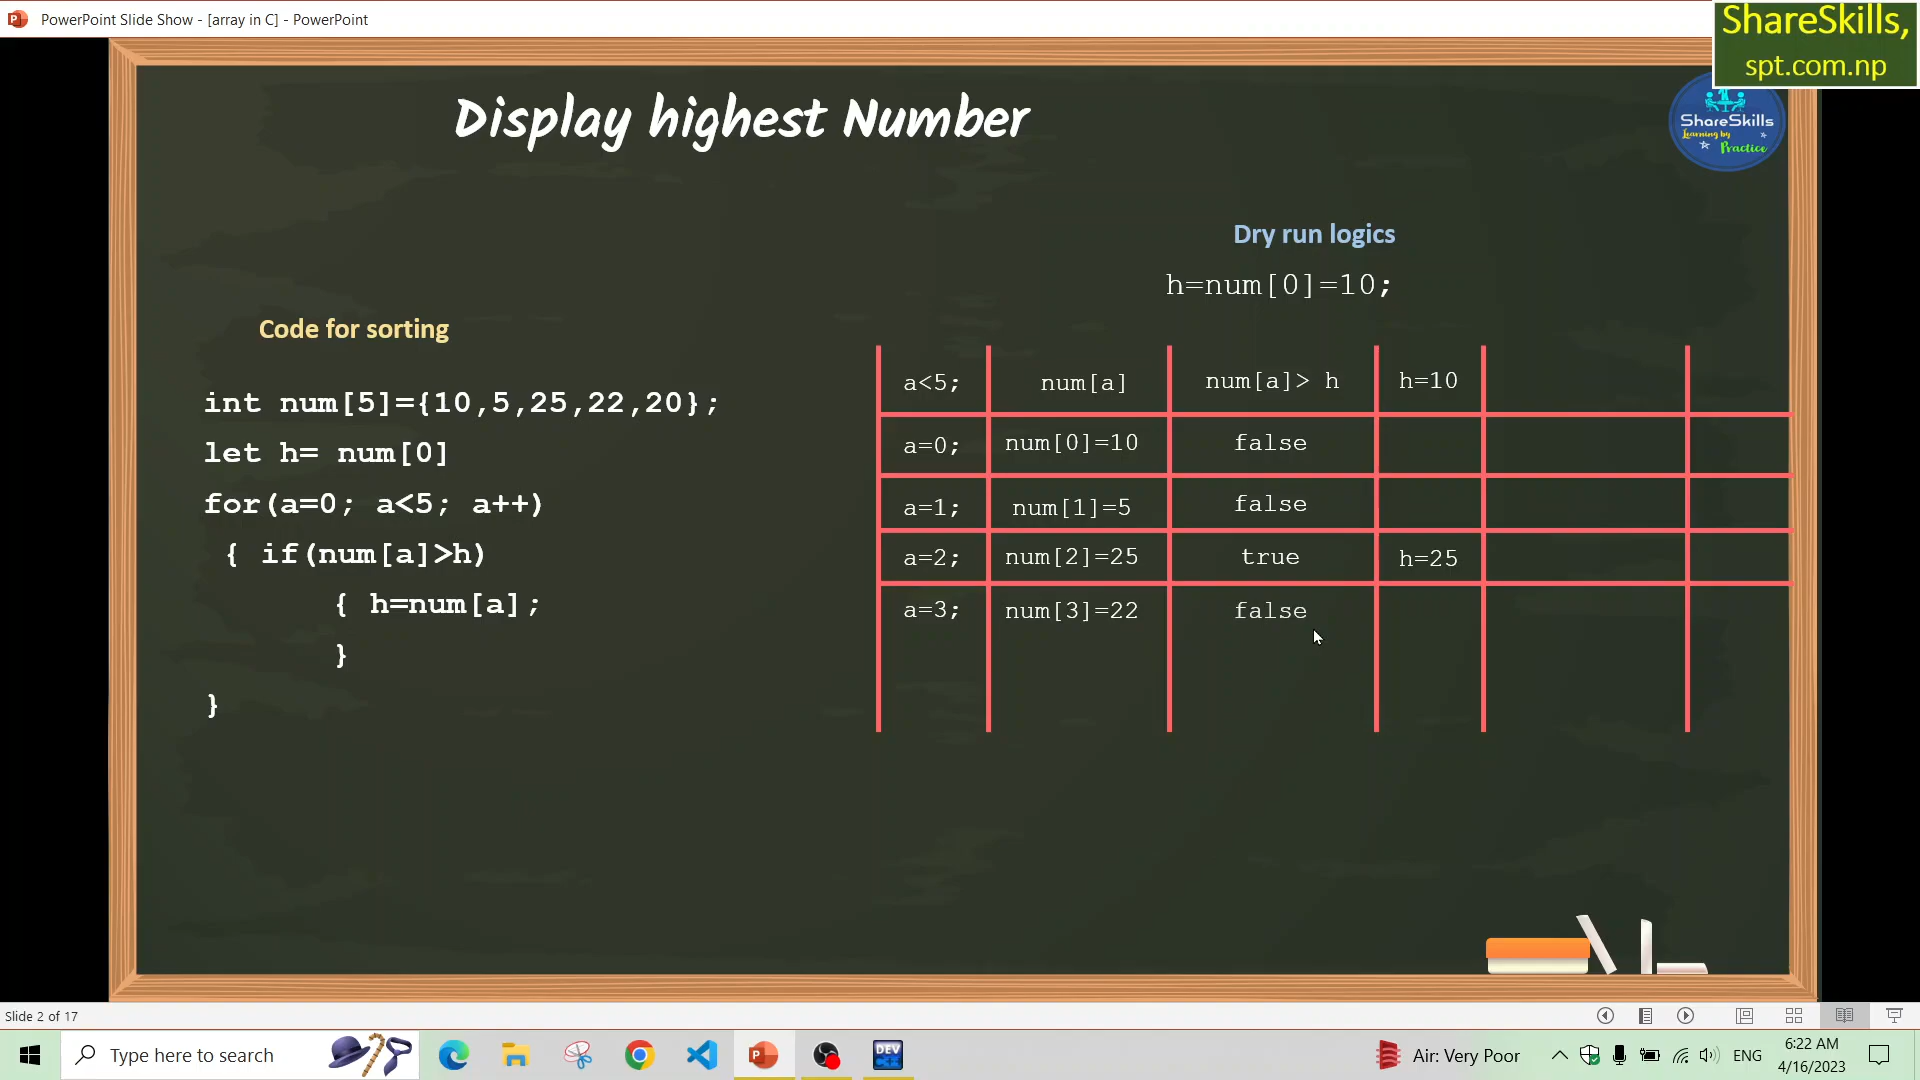 PowerPoint Slide Show - [array in C] - PowerPoint
ShareSkills,
spt.com.np
Display highest Number
ShareSkills
Learning by
Practice
Dry run logics
h=num[0]=10;
Code for sorting
int num[5]={10,5,25,22,20};
let h= num[0]
for(a=0; a<5; a++)
{ if(num[a]>h)
{ h=num[a];
}
}
a<5; num[a] num[a]> h h=10
a=0; num[0]=10 false
a=1; num[1]=5 false
a=2; num[2]=25 true h=25
a=3; num[3]=22 false
Slide 2 of 17
Type here to search
DEV
Air: Very Poor
ENG
6:22 AM
4/16/2023